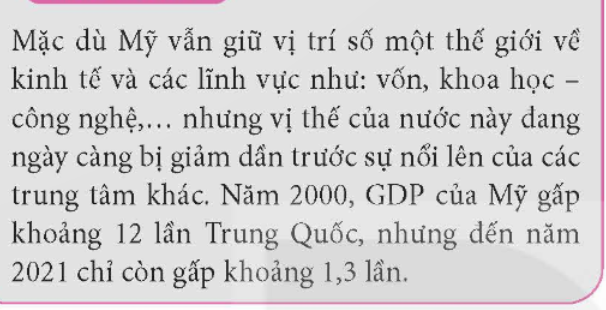 Mặc dù Mỹ vẫn giữ vị trí số một thế giới về
kinh tế và các lĩnh vực như: vốn, khoa học –
công nghệ,... nhưng vị thế của nước này đang
ngày càng bị giảm dần trước sự nổi lên của các
trung tâm khác. Năm 2000, GDP của Mỹ gấp
khoảng 12 lần Trung Quốc, nhưng đến năm
2021 chỉ còn gấp khoảng 1,3 lần.